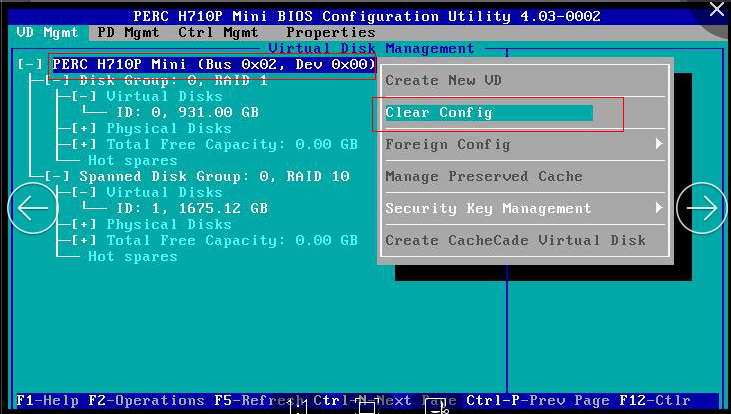 PERC H710P Mini BIOS Configuration Utility 4.03-0002
VD Mgmt PD Mgmt Ctrl Mgmt Properties
Virtual Disk Management
[-] PERC H710P Mini (Bus 0x02, Dev 0x00)
[-] Disk Group: 0, RAID 1
[-] Virtual Disks
ID: 0, 931.00 GB
[+] Physical Disks
[+] Total Free Capacity: 0.00 GB
Hot spares
[-] Spanned Disk Group: 0, RAID 10
[-] Virtual Disks
ID: 1, 1675.12 GB
[+] Physical Disks
[+] Total Free Capacity: 0.00 GB
Hot spares
Create New VD
Clear Config
Foreign Config
Manage Preserved Cache
Security Key Management
Create CacheCade Virtual Disk
F1-Help F2-Operations F5-Refresh Ctrl-N-Next Page Ctrl-P-Prev Page F12-Ctlr
1:1